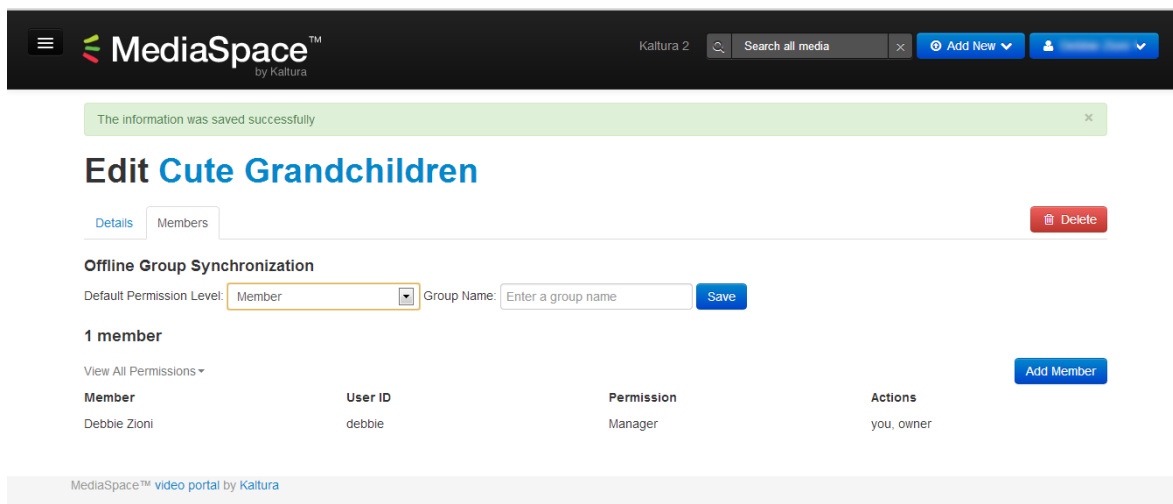 MediaSpace™
by Kaltura
Kaltura 2
Search all media
×
Add New
The information was saved successfully
×
Edit Cute Grandchildren
Details
Members
Delete
Offline Group Synchronization
Default Permission Level: Member
Group Name: Enter a group name
Save
1 member
View All Permissions
Add Member
Member User ID Permission Actions
Debbie Zioni debbie Manager you, owner
MediaSpace™ video portal by Kaltura